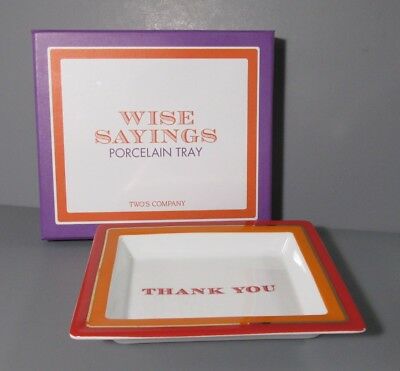 WISE
SAYINGS
PORCELAIN TRAY
TWO'S COMPANY
THANK YOU